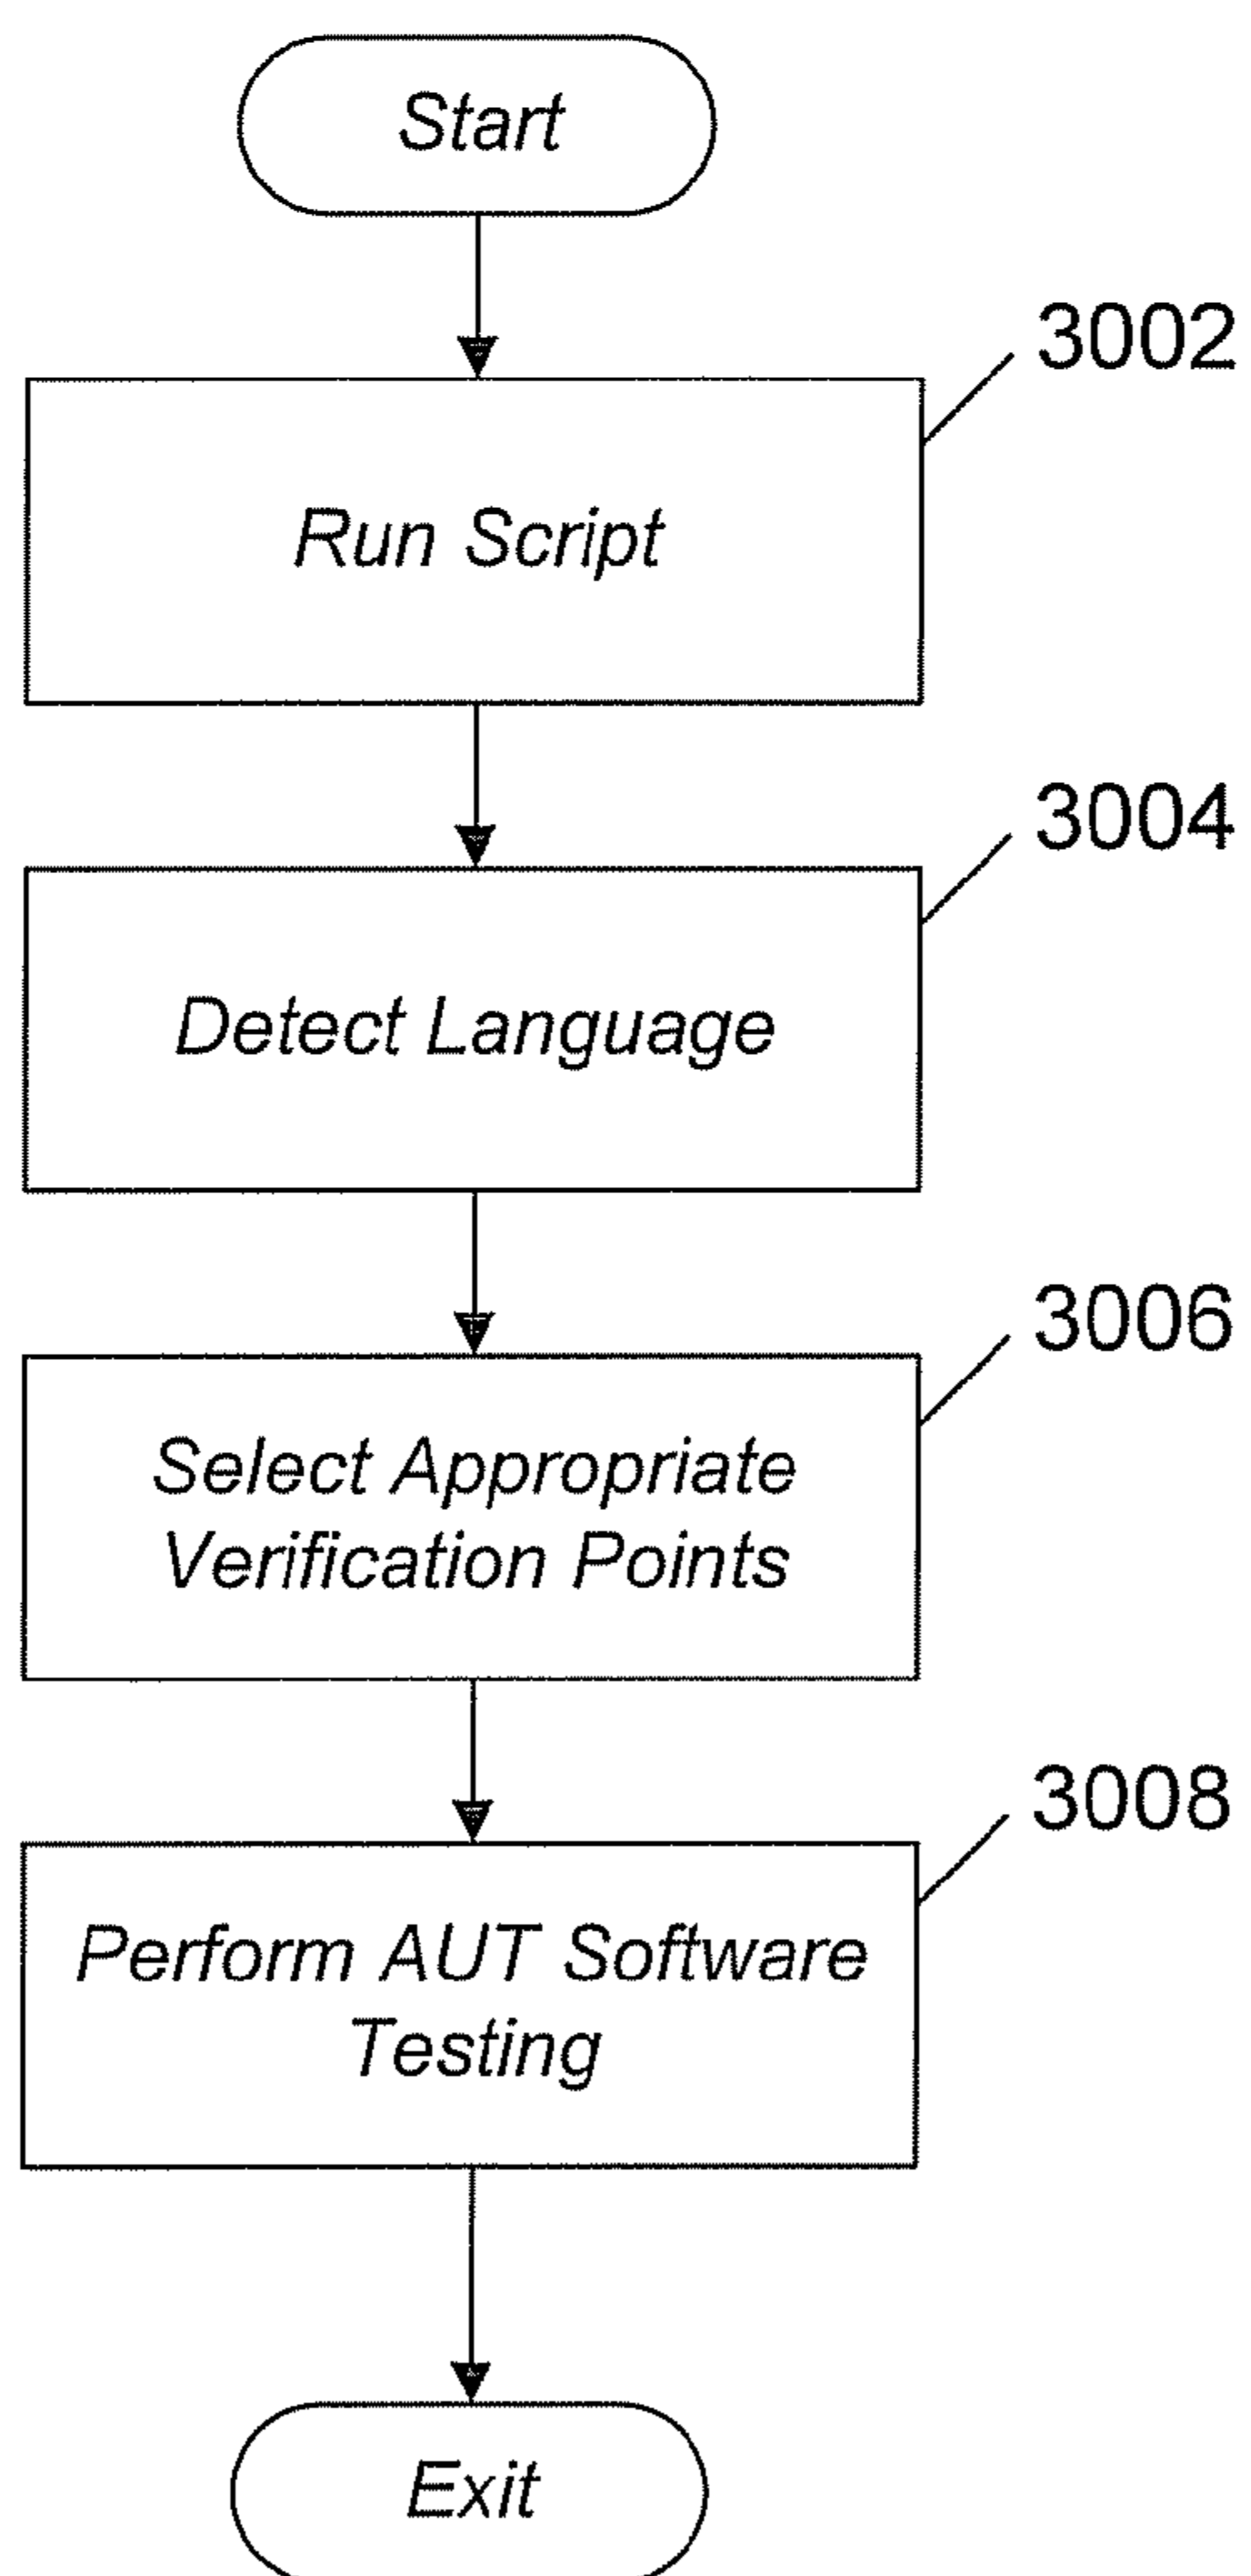 Start
3002
Run Script
3004
Detect Language
3006
Select Appropriate
Verification Points
3008
Perform AUT Software
Testing
Exit